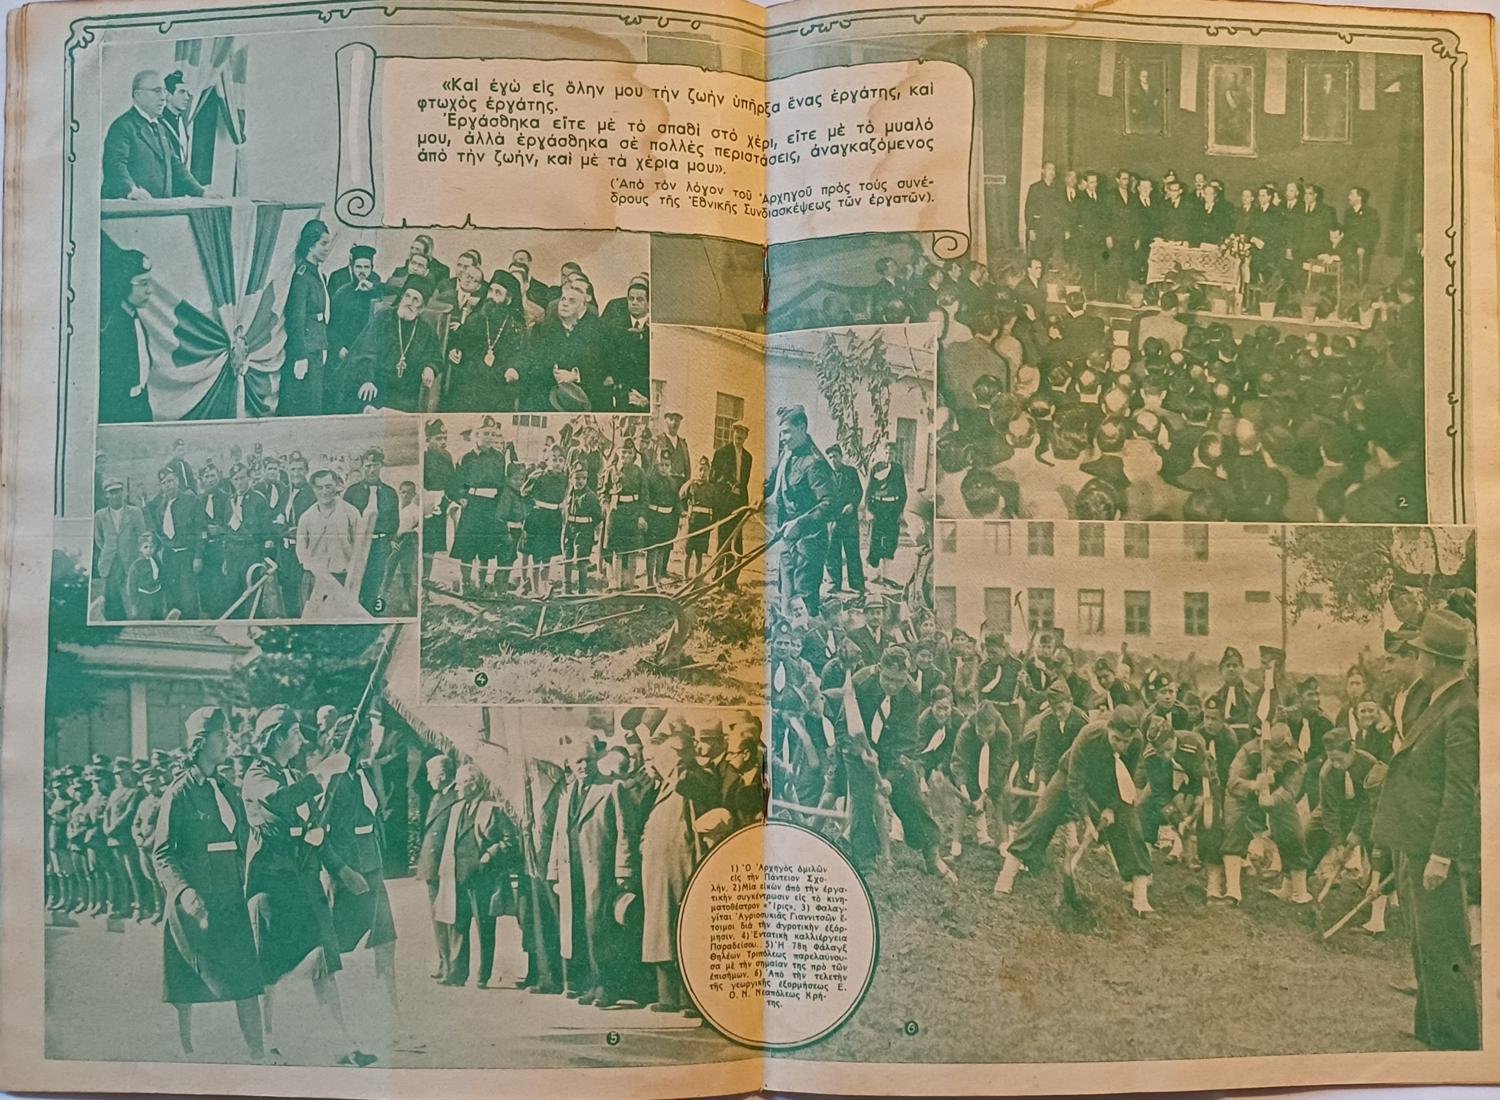 «Καὶ ἐγὼ εἰς ὅλην μου τὴν ζωὴν ὑπῆρξα ἕνας ἐργάτης, καὶ
φτωχὸς ἐργάτης.
Ἐργάσθηκα εἴτε μὲ τὸ σπαθὶ στὸ χέρι, εἴτε μὲ τὸ μυαλό
μου, ἀλλὰ ἐργάσθηκα σὲ πολλὲς περιστάσεις, ἀναγκαζόμενος
ἀπὸ τὴν ζωήν, καὶ μὲ τὰ χέρια μου».
(Ἀπὸ τὸν λόγον τοῦ Ἀρχηγοῦ πρὸς τοὺς συνέ-
δρους τῆς Ἐθνικῆς Συνδιασκέψεως τῶν ἐργατῶν).
2
3
4
1) Ὁ Ἀρχηγὸς ὁμιλῶν
εἰς τὴν Πάντειον Σχο-
λήν. 2) Μία εἰκὼν ἀπὸ τὴν ἐργα-
τικὴν συγκέντρωσιν εἰς τὸ κινη-
ματοθέατρον «Ἴρις». 3) Φαλαγ-
γῖται Ἀγριοσυκιᾶς Γιαννιτσῶν ἕ-
τοιμοι διὰ τὴν ἀγροτικὴν ἐξόρ-
μησιν. 4) Ἐντατικὴ καλλιέργεια
Παραδείσου. 5) Ἡ 78η Φάλαγξ
Θηλέων Τριπόλεως παρελαύνου-
σα μὲ τὴν σημαίαν της πρὸ τῶν
ἐπισήμων. 6) Ἀπὸ τὴν τελετὴν
τῆς γεωργικῆς ἐξορμήσεως Ε.
Ο. Ν. Νεαπόλεως Κρή-
της.
5
6